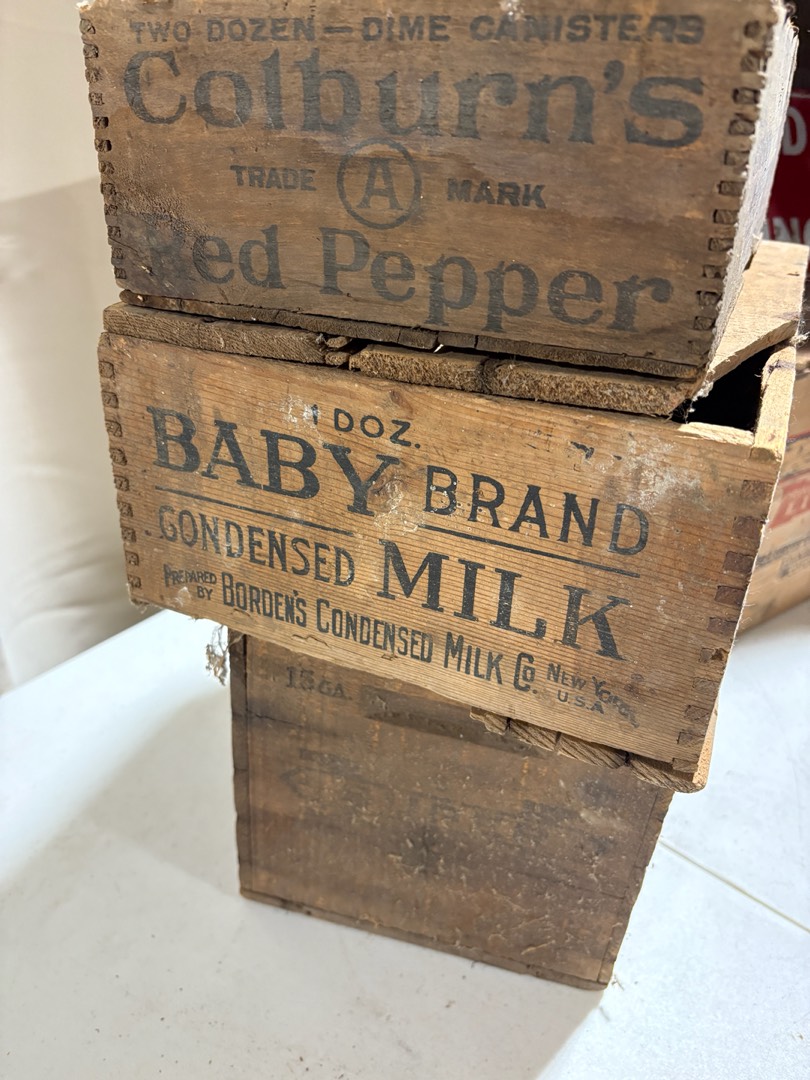 TWO DOZEN — DIME CANISTERS
Colburn's
TRADE A MARK
Red Pepper
DOZ.
BABY BRAND
CONDENSED MILK
PREPARED BY BORDEN'S CONDENSED MILK Co. NEW YORK, U.S.A.